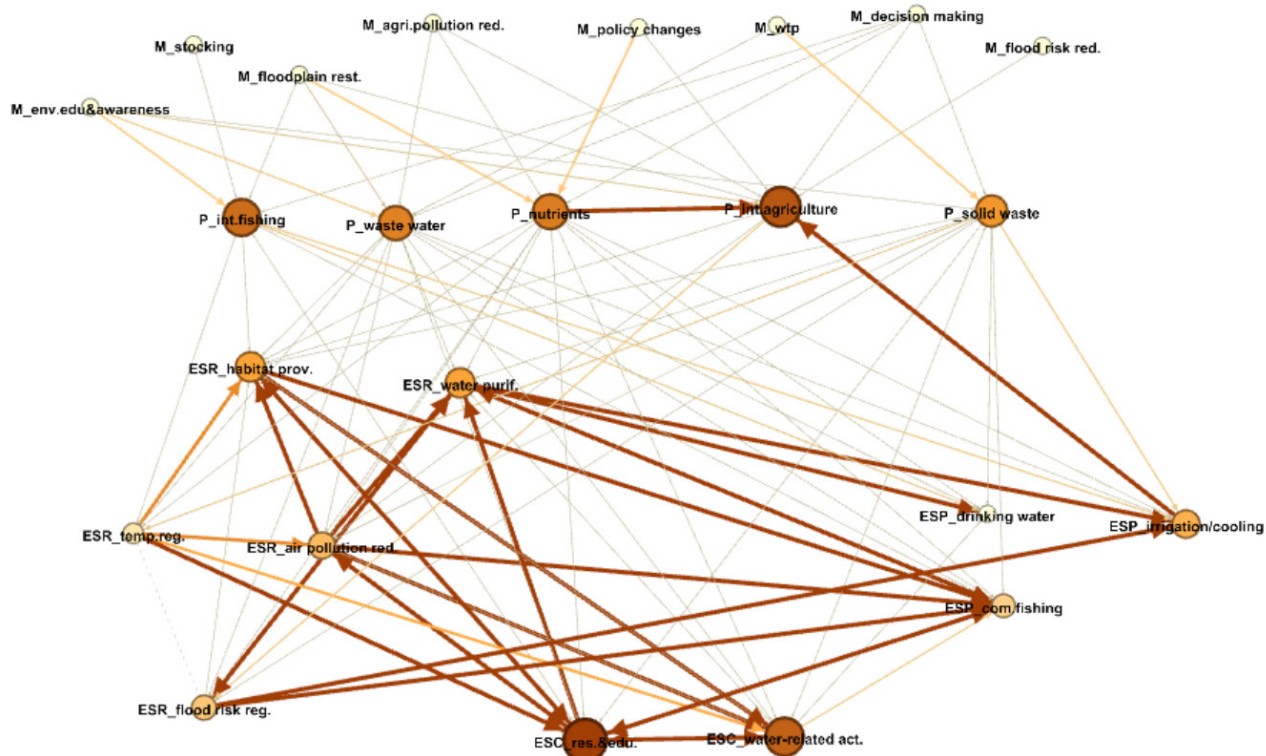 M_decision making
M_agri.pollution red.
M_policy changes
M_wtp
M_stocking
M_flood risk red.
M_floodplain rest.
M_env.edu&awareness
P_int.fishing
P_waste water
P_nutrients
P_int.agriculture
P_solid waste
ESR_habitat prov.
ESR_water purif.
ESP_drinking water
ESP_irrigation/cooling
ESR_temp.reg.
ESR_air pollution red.
ESP_com.fishing
ESR_flood risk reg.
ESC_res.&edu.
ESC_water-related act.